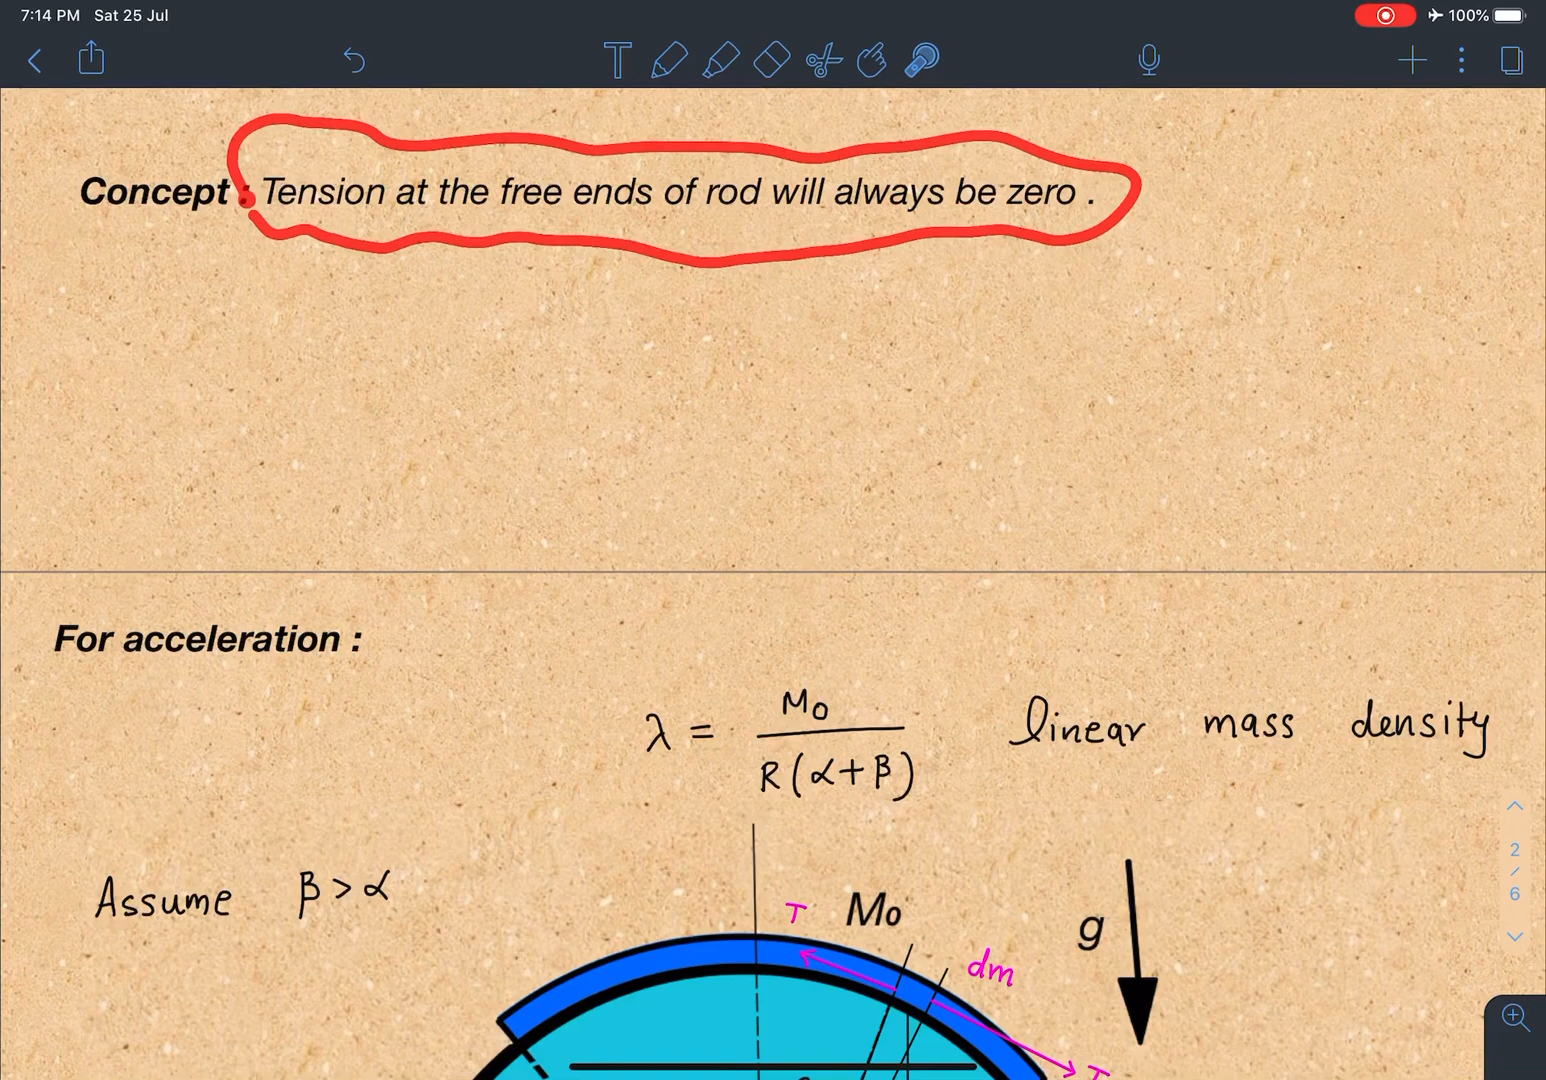 7:14 PM Sat 25 Jul
100%
T
Concept : Tension at the free ends of rod will always be zero .
For acceleration :
λ = M₀ / R(α+β) linear mass density
Assume β > α
T M₀
g
dm
T
2
/
6